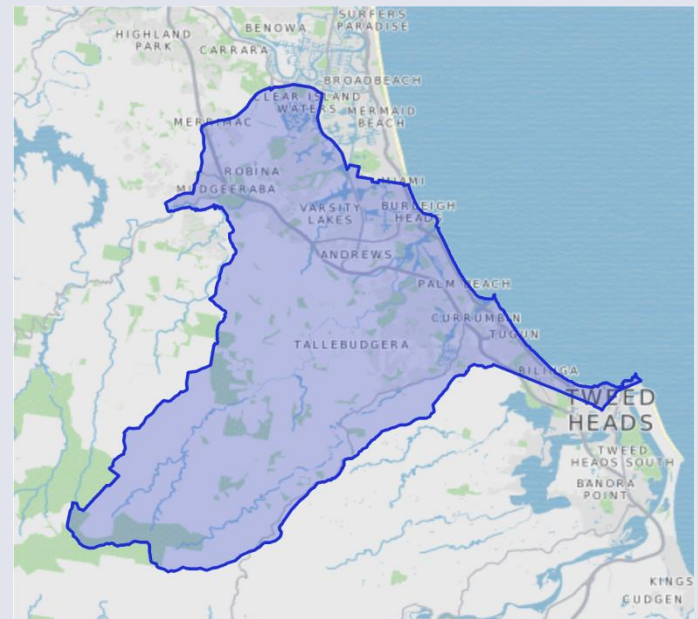 SURFERS
PARADISE
HIGHLAND
PARK
BENOWA
CARRARA
BROADBEACH
CLEAR ISLAND
WATERS
MERMAID
BEACH
MERRIMAC
ROBINA
MUDGEERABA
MIAMI
VARSITY
LAKES
BURLEIGH
HEADS
ANDREWS
PALM BEACH
CURRUMBIN
TUGUN
TALLEBUDGERA
BILINGA
TWEED
HEADS
TWEED
HEADS SOUTH
BANORA
POINT
KINGS
CUDGEN